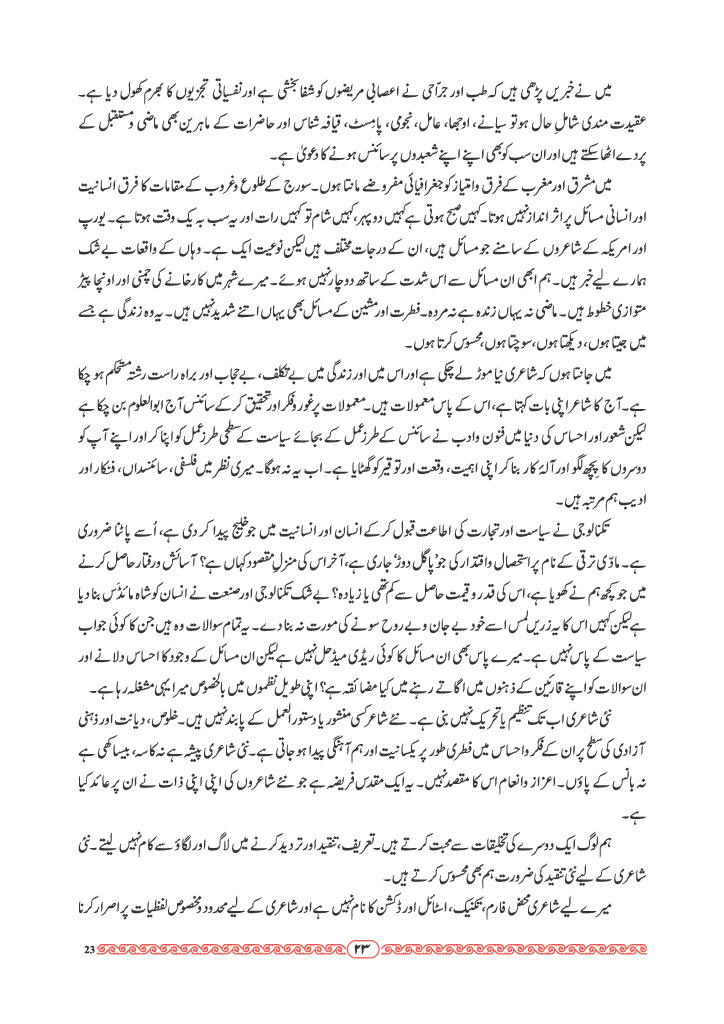 میں نے خبریں پڑھی ہیں کہ طب اور جرّاحی نے اعصابی مریضوں کو شفا بخشی ہے اور نفسیاتی تجزیوں کا بھرم کھول دیا ہے۔
عقیدت مندی شاملِ حال ہو تو سیانے، اوجھا، عامل، نجومی، پامسٹ، قیافہ شناس اور حاضرات کے ماہرین بھی ماضی و مستقبل کے
پردے اٹھا سکتے ہیں اور ان سب کو بھی اپنے اپنے شعبدوں پر سائنس ہونے کا دعویٰ ہے۔
میں مشرق اور مغرب کے فرق و امتیاز کو جغرافیائی مفروضے مانتا ہوں۔ سورج کے طلوع و غروب کے مقامات کا فرق انسانیت
اور انسانی مسائل پر اثر انداز نہیں ہوتا۔ کہیں صبح ہوتی ہے کہیں دوپہر، کہیں شام تو کہیں رات اور یہ سب بہ یک وقت ہوتا ہے۔ یورپ
اور امریکہ کے شاعروں کے سامنے جو مسائل ہیں، ان کے درجات مختلف ہیں لیکن نوعیت ایک ہے۔ وہاں کے واقعات بے شک
ہمارے لیے خبر ہیں۔ ہم ابھی ان مسائل سے اس شدت کے ساتھ دوچار نہیں ہوئے۔ میرے شہر میں کارخانے کی چمنی اور اونچا پیڑ
متوازی خطوط ہیں۔ ماضی نہ یہاں زندہ ہے نہ مردہ۔ فطرت اور مشین کے مسائل بھی یہاں اتنے شدید نہیں ہیں۔ یہ وہ زندگی ہے جسے
میں جیتا ہوں، دیکھتا ہوں، سوچتا ہوں، محسوس کرتا ہوں۔
میں جانتا ہوں کہ شاعری نیا موڑ لے چکی ہے اور اس میں اور زندگی میں بے تکلف، بے حجاب اور براہ راست رشتہ مستحکم ہو چکا
ہے۔ آج کا شاعر اپنی بات کہتا ہے، اس کے پاس معمولات ہیں۔ معمولات پر غور و فکر اور تحقیق کر کے سائنس آج ابوالعلوم بن چکا ہے
لیکن شعور اور احساس کی دنیا میں فنون و ادب نے سائنس کے طرزِ عمل کے بجائے سیاست کے سطحی طرزِ عمل کو اپنا کر اور اپنے آپ کو
دوسروں کا پچھ لگو اور آلۂ کار بنا کر اپنی اہمیت، وقعت اور توقیر کو گھٹایا ہے۔ اب یہ نہ ہوگا۔ میری نظر میں فلسفی، سائنسداں، فنکار اور
ادیب ہم مرتبہ ہیں۔
تکنالوجی نے سیاست اور تجارت کی اطاعت قبول کر کے انسان اور انسانیت میں جو خلیج پیدا کر دی ہے، اُسے پاٹنا ضروری
ہے۔ مادّی ترقی کے نام پر استحصال و اقتدار کی جو 'پاگل دوڑ' جاری ہے، آخر اس کی منزلِ مقصود کہاں ہے؟ آسائش و رفتار حاصل کرنے
میں جو کچھ ہم نے کھویا ہے، اس کی قدر و قیمت حاصل سے کم تھی یا زیادہ؟ بے شک تکنالوجی اور صنعت نے انسان کو شاہ مائڈس بنا دیا
ہے لیکن کہیں اس کا یہ زریں لمس اسے خود بے جان و بے روح سونے کی مورت نہ بنا دے۔ یہ تمام سوالات وہ ہیں جن کا کوئی جواب
سیاست کے پاس نہیں ہے۔ میرے پاس بھی ان مسائل کا کوئی ریڈی میڈ حل نہیں ہے لیکن ان مسائل کے وجود کا احساس دلانے اور
ان سوالات کو اپنے قارئین کے ذہنوں میں اگاتے رہنے میں کیا مضائقہ ہے؟ اپنی طویل نظموں میں بالخصوص میرا یہی مشغلہ رہا ہے۔
نئی شاعری اب تک تنظیم یا تحریک نہیں بنی ہے۔ نئے شاعر کسی منشور یا دستور العمل کے پابند نہیں ہیں۔ خلوص، دیانت اور ذہنی
آزادی کی سطح پر ان کے فکر و احساس میں فطری طور پر یکسانیت اور ہم آہنگی پیدا ہو جاتی ہے۔ نئی شاعری پیشہ ہے نہ کاسہ، بیساکھی ہے
نہ بانس کے پاؤں۔ اعزاز و انعام اس کا مقصد نہیں۔ یہ ایک مقدس فریضہ ہے جو نئے شاعروں کی اپنی اپنی ذات نے ان پر عائد کیا
ہے۔
ہم لوگ ایک دوسرے کی تخلیقات سے محبت کرتے ہیں۔ تعریف، تنقید اور تردید کرنے میں لاگ اور لگاؤ سے کام نہیں لیتے۔ نئی
شاعری کے لیے نئی تنقید کی ضرورت ہم بھی محسوس کرتے ہیں۔
میرے لیے شاعری محض فارم، تکنیک، اسٹائل اور ڈکشن کا نام نہیں ہے اور شاعری کے لیے محدود و مخصوص لفظیات پر اصرار کرنا
۲۳
23